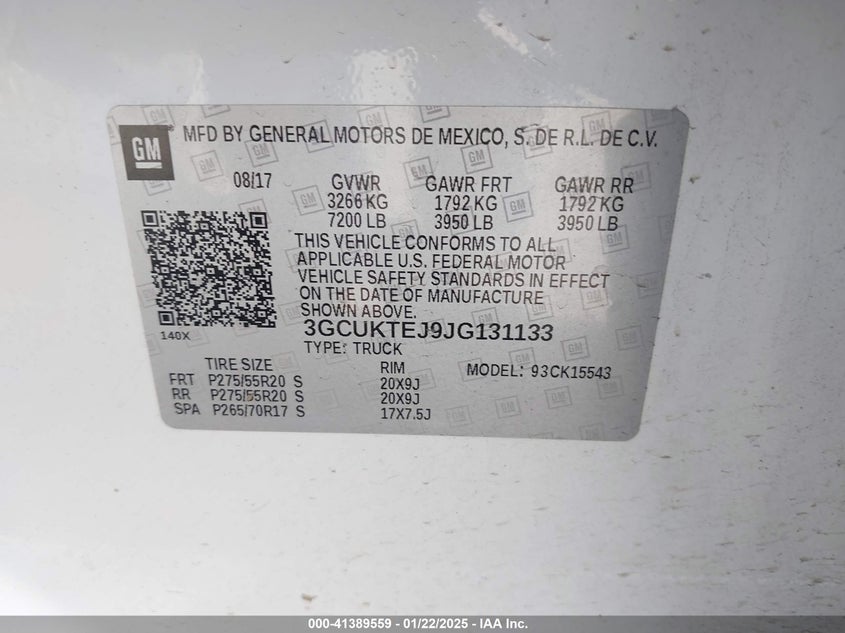 GM
MFD BY GENERAL MOTORS DE MEXICO, S. DE R.L. DE C.V.
08/17 GVWR GAWR FRT GAWR RR
3266 KG 1792 KG 1792 KG
7200 LB 3950 LB 3950 LB
THIS VEHICLE CONFORMS TO ALL
APPLICABLE U.S. FEDERAL MOTOR
VEHICLE SAFETY STANDARDS IN EFFECT
ON THE DATE OF MANUFACTURE
SHOWN ABOVE.
140X
3GCUKTEJ9JG131133
TYPE: TRUCK
TIRE SIZE RIM MODEL: 93CK15543
FRT P275/55R20 S 20X9J
RR P275/55R20 S 20X9J
SPA P265/70R17 S 17X7.5J
000-41389559 - 01/22/2025 - IAA Inc.